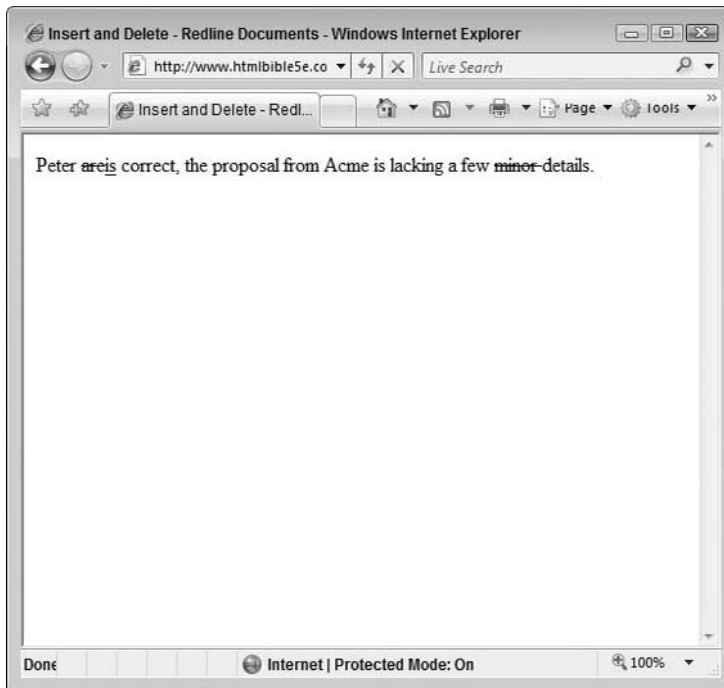 Insert and Delete - Redline Documents - Windows Internet Explorer
http://www.htmlbible5e.co Live Search
Insert and Delete - Redl... Page Tools »
Peter areis correct, the proposal from Acme is lacking a few minor details.
Done Internet | Protected Mode: On 100%